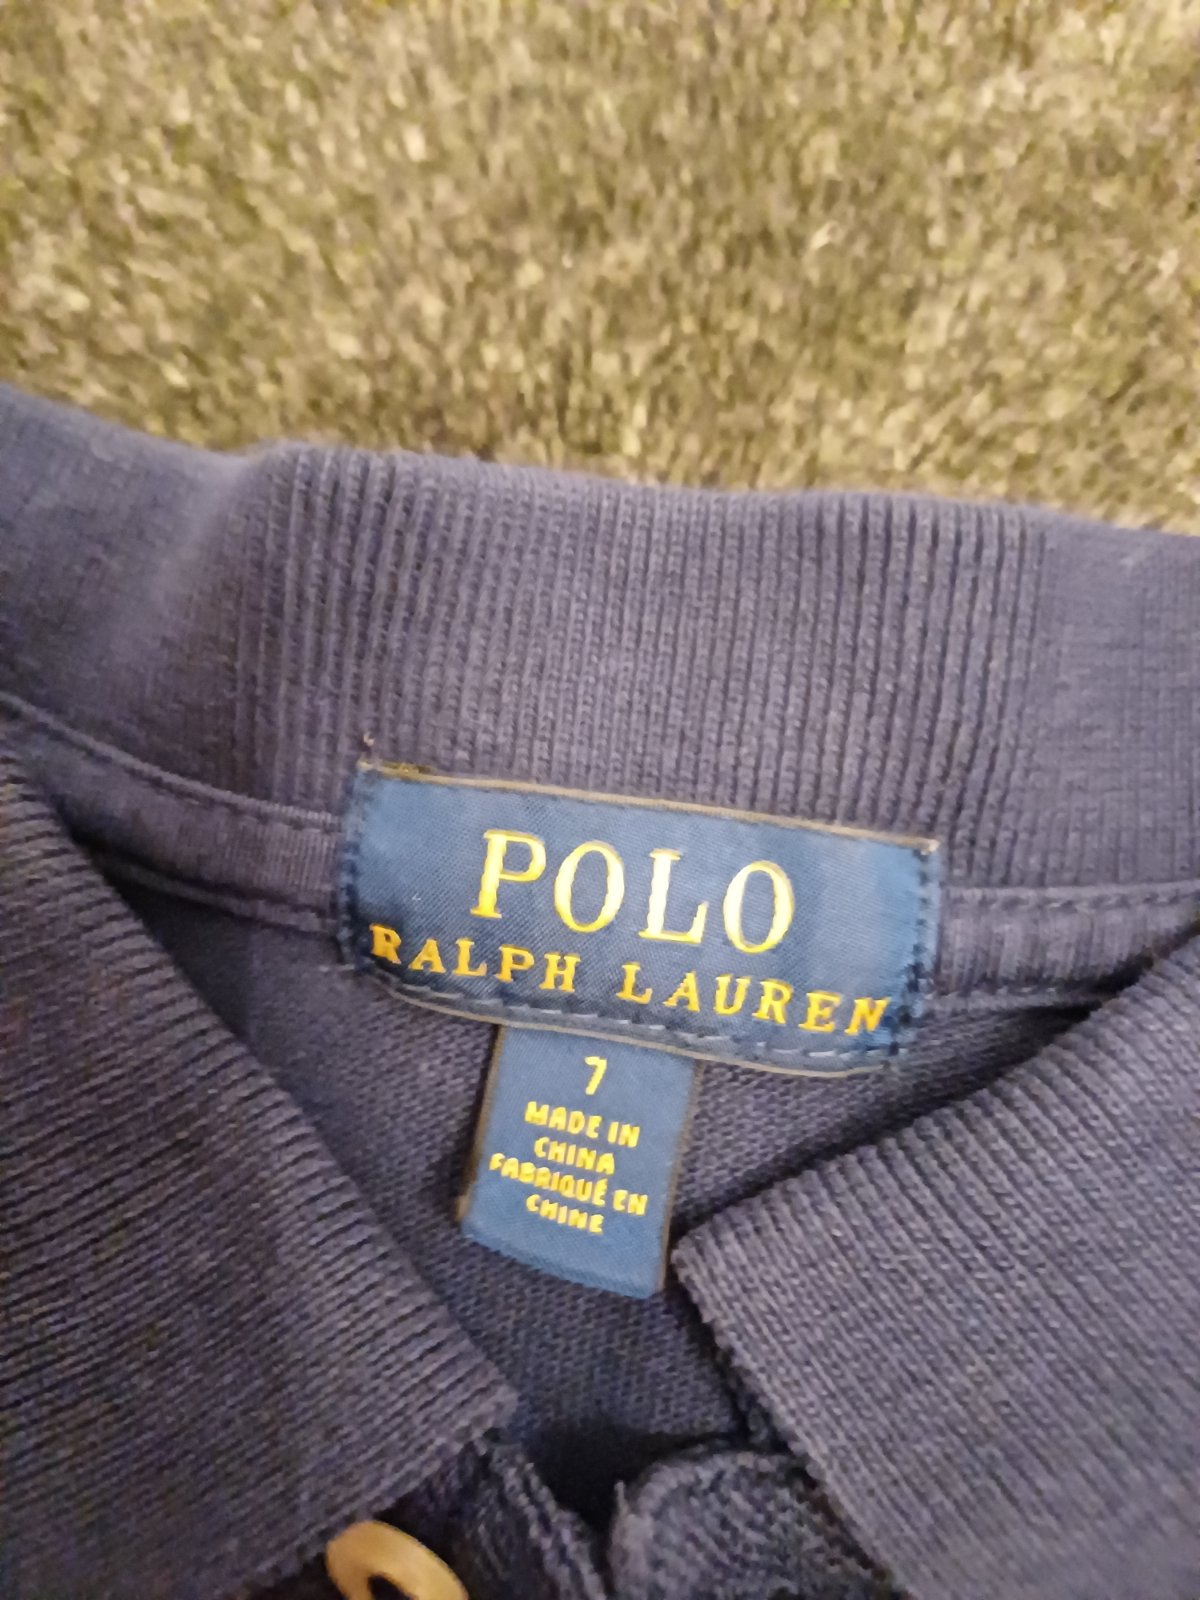 POLO
RALPH LAUREN
7
MADE IN
CHINA
FABRIQUÉ EN
CHINE